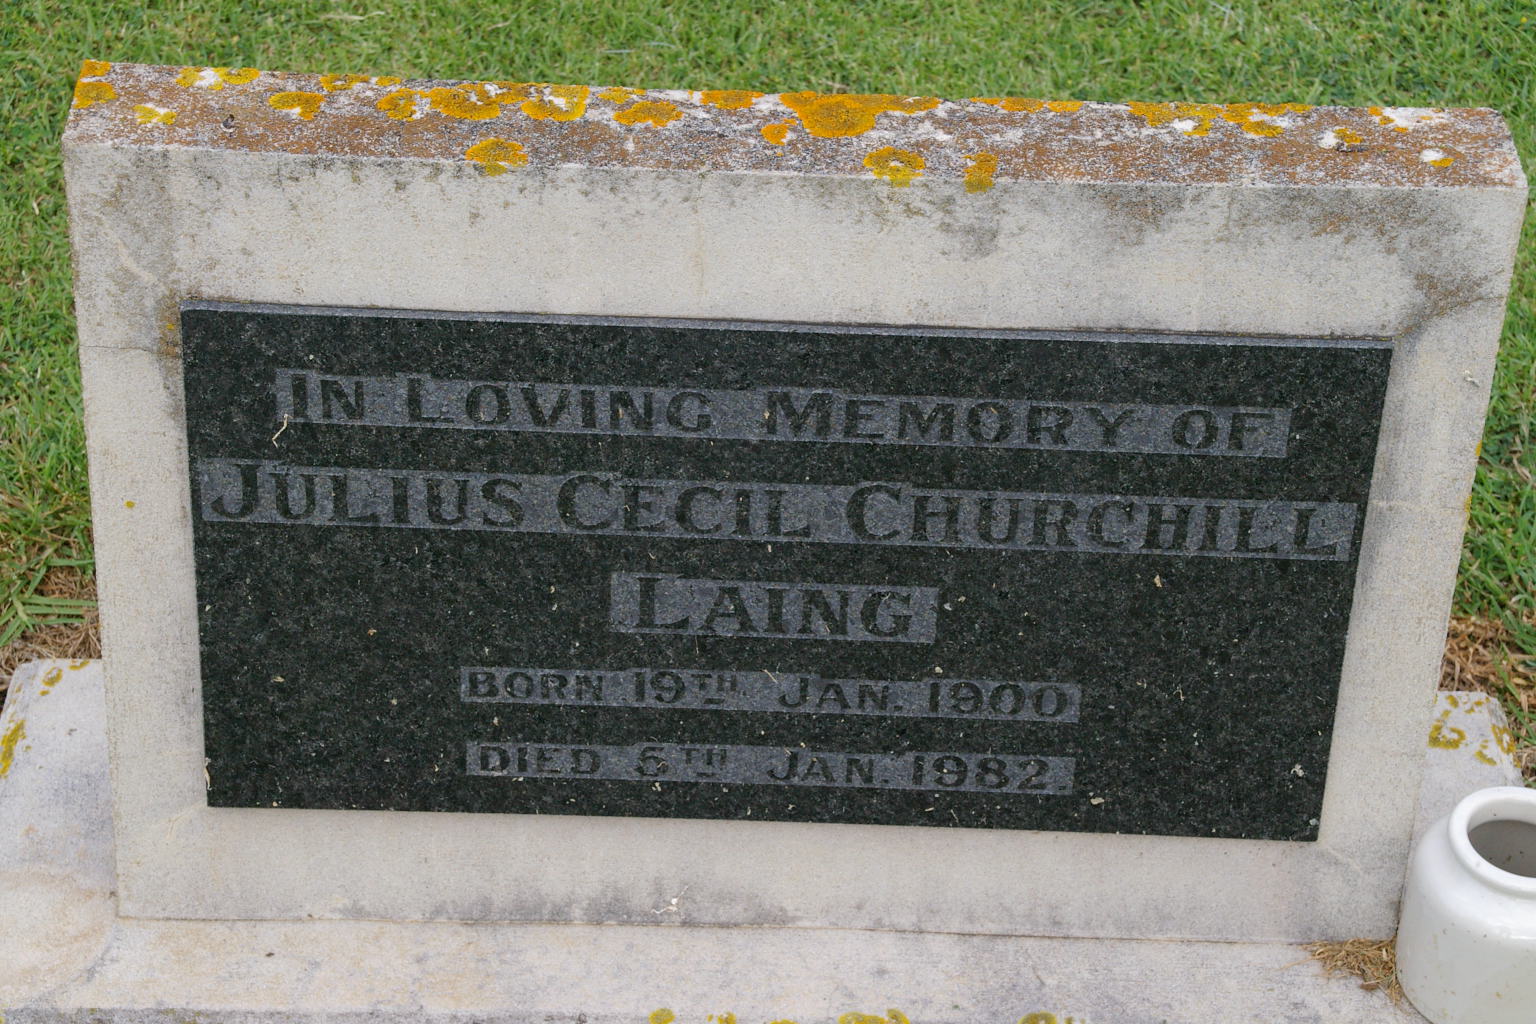 In Loving Memory of
Julius Cecil Churchill
Laing
Born 19th. Jan. 1900
Died 5th Jan. 1982.